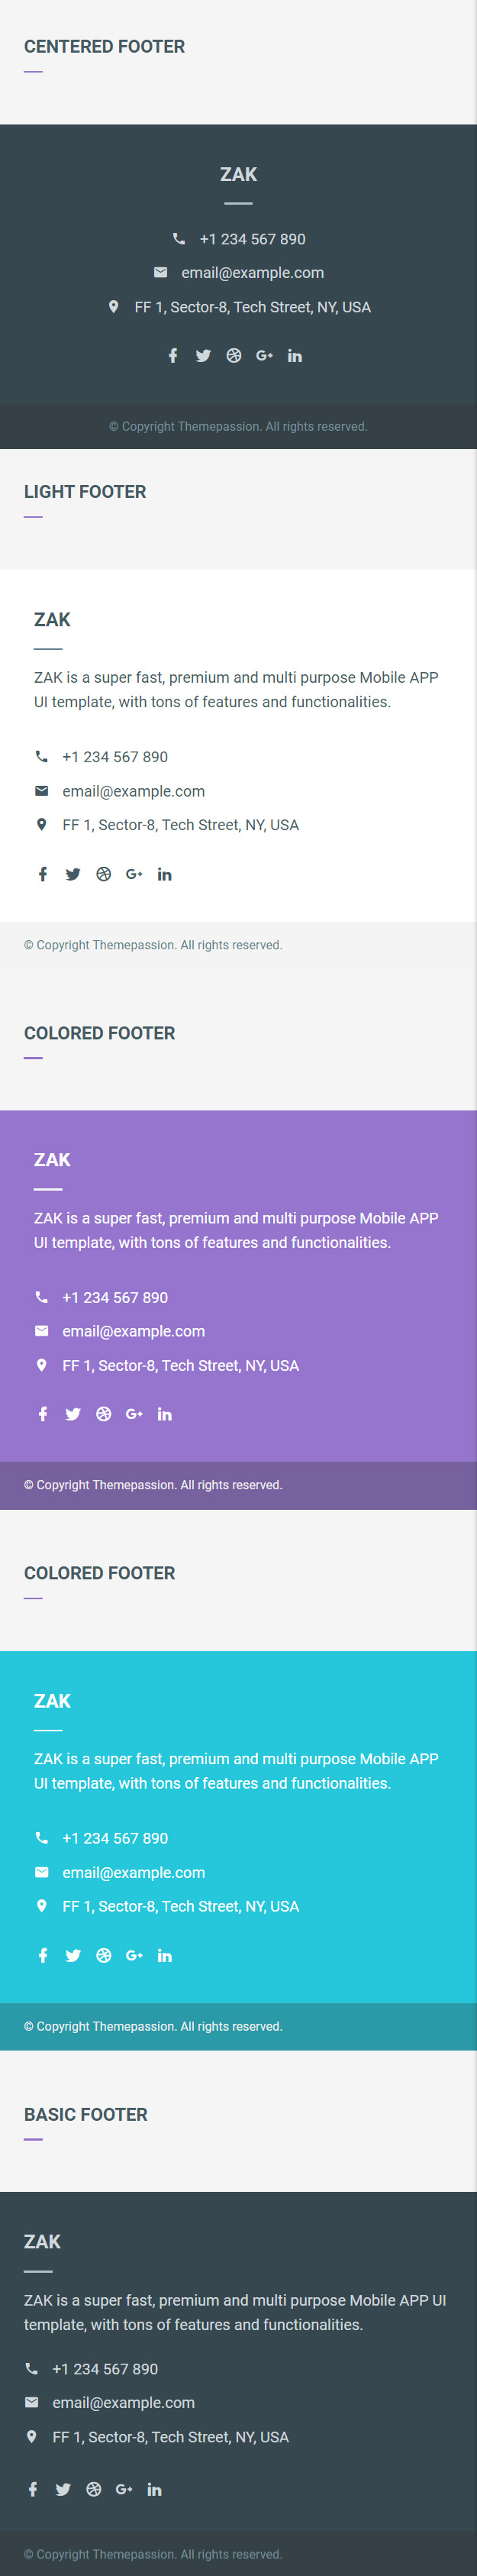 CENTERED FOOTER
ZAK
+1 234 567 890
email@example.com
FF 1, Sector-8, Tech Street, NY, USA
G+ in
© Copyright Themepassion. All rights reserved.
LIGHT FOOTER
ZAK
ZAK is a super fast, premium and multi purpose Mobile APP
UI template, with tons of features and functionalities.
+1 234 567 890
email@example.com
FF 1, Sector-8, Tech Street, NY, USA
G+ in
© Copyright Themepassion. All rights reserved.
COLORED FOOTER
ZAK
ZAK is a super fast, premium and multi purpose Mobile APP
UI template, with tons of features and functionalities.
+1 234 567 890
email@example.com
FF 1, Sector-8, Tech Street, NY, USA
G+ in
© Copyright Themepassion. All rights reserved.
COLORED FOOTER
ZAK
ZAK is a super fast, premium and multi purpose Mobile APP
UI template, with tons of features and functionalities.
+1 234 567 890
email@example.com
FF 1, Sector-8, Tech Street, NY, USA
G+ in
© Copyright Themepassion. All rights reserved.
BASIC FOOTER
ZAK
ZAK is a super fast, premium and multi purpose Mobile APP UI
template, with tons of features and functionalities.
+1 234 567 890
email@example.com
FF 1, Sector-8, Tech Street, NY, USA
G+ in
© Copyright Themepassion. All rights reserved.